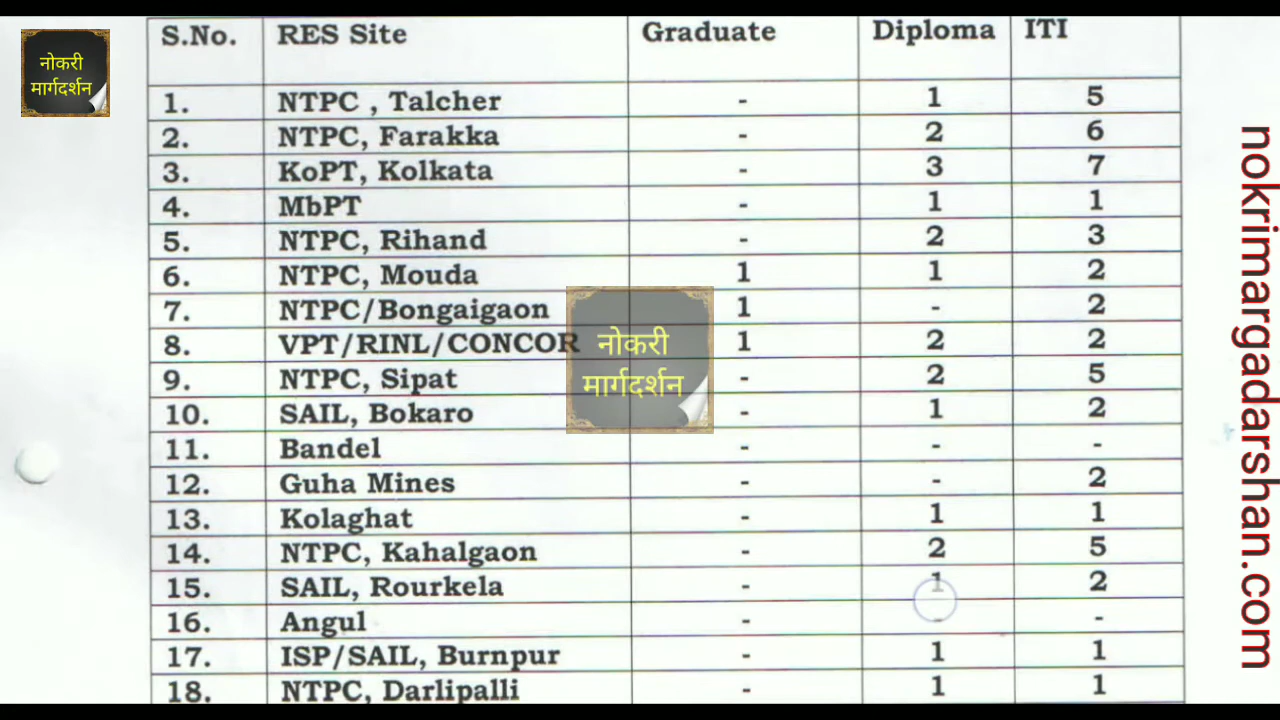 नोकरी
मार्गदर्शन
S.No. RES Site Graduate Diploma ITI
1. NTPC , Talcher - 1 5
2. NTPC, Farakka - 2 6
3. KoPT, Kolkata - 3 7
4. MbPT - 1 1
5. NTPC, Rihand - 2 3
6. NTPC, Mouda 1 1 2
7. NTPC/Bongaigaon 1 - 2
8. VPT/RINL/CONCOR 1 2 2
9. NTPC, Sipat - 2 5
10. SAIL, Bokaro - 1 2
11. Bandel - - -
12. Guha Mines - - 2
13. Kolaghat - 1 1
14. NTPC, Kahalgaon - 2 5
15. SAIL, Rourkela - 1 2
16. Angul - - -
17. ISP/SAIL, Burnpur - 1 1
18. NTPC, Darlipalli - 1 1
नोकरी
मार्गदर्शन
nokrimargadarshan.com